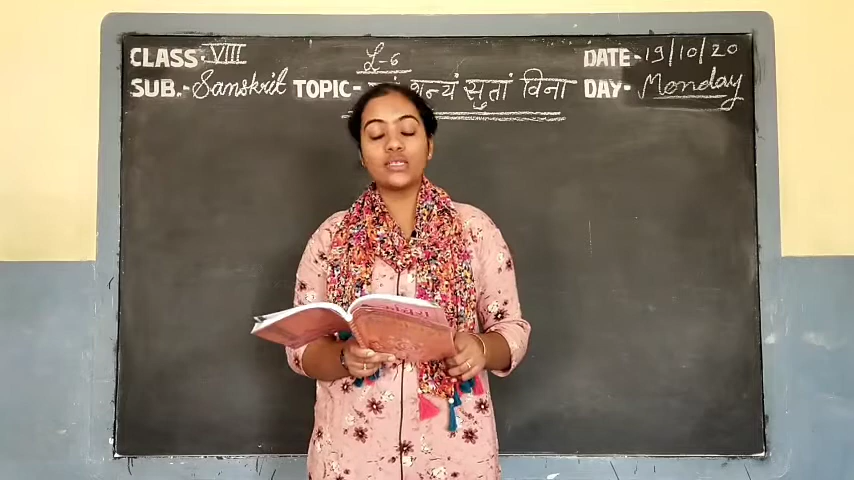 CLASS.- VIII L-6 DATE- 19/10/20
SUB.- Sanskrit TOPIC- शून्यं सुतां विना DAY- Monday